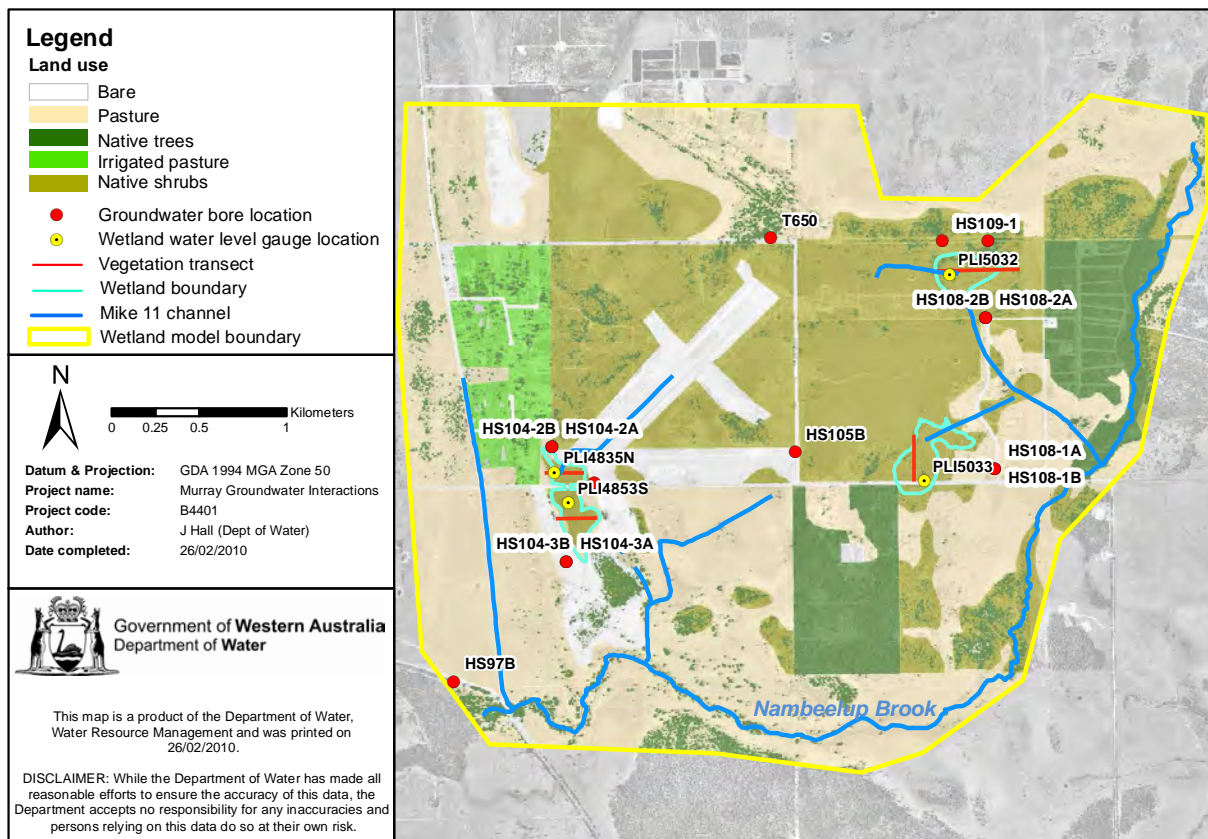 Legend
Land use
Bare
Pasture
Native trees
Irrigated pasture
Native shrubs
Groundwater bore location
Wetland water level gauge location
Vegetation transect
Wetland boundary
Mike 11 channel
Wetland model boundary
N
Kilometers
0 0.25 0.5 1
Datum & Projection: GDA 1994 MGA Zone 50
Project name: Murray Groundwater Interactions
Project code: B4401
Author: J Hall (Dept of Water)
Date completed: 26/02/2010
Government of Western Australia
Department of Water
This map is a product of the Department of Water,
Water Resource Management and was printed on
26/02/2010.
DISCLAIMER: While the Department of Water has made all
reasonable efforts to ensure the accuracy of this data, the
Department accepts no responsibility for any inaccuracies and
persons relying on this data do so at their own risk.
T650
HS109-1
PLI5032
HS108-2B HS108-2A
HS104-2B HS104-2A
HS105B
PLI4835N
HS108-1A
PLI5033
HS108-1B
PLI4853S
HS104-3B HS104-3A
HS97B
Nambeelup Brook